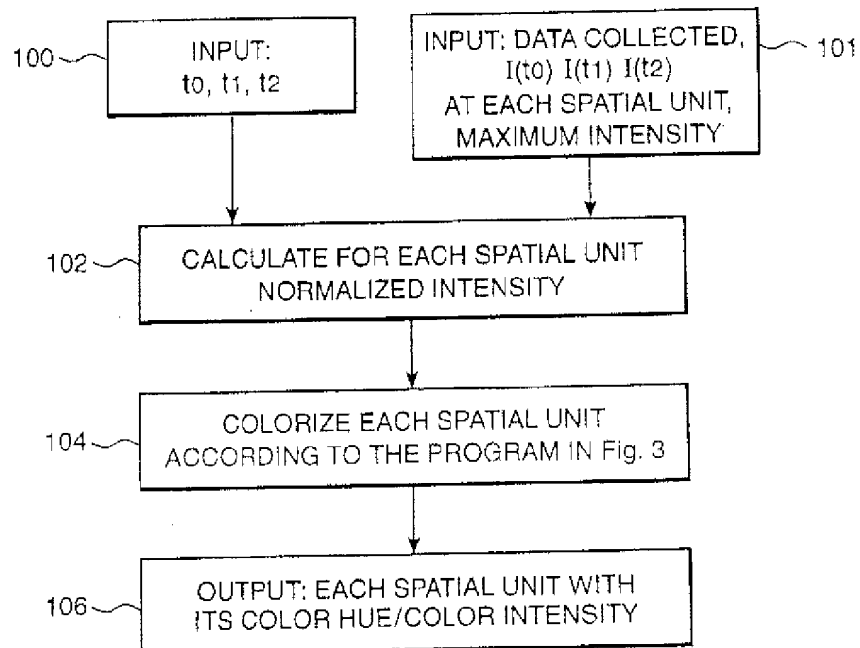 100
INPUT:
t0, t1, t2
INPUT: DATA COLLECTED,
I(t0) I(t1) I(t2)
AT EACH SPATIAL UNIT,
MAXIMUM INTENSITY
101
102
CALCULATE FOR EACH SPATIAL UNIT
NORMALIZED INTENSITY
104
COLORIZE EACH SPATIAL UNIT
ACCORDING TO THE PROGRAM IN Fig. 3
106
OUTPUT: EACH SPATIAL UNIT WITH
ITS COLOR HUE/COLOR INTENSITY